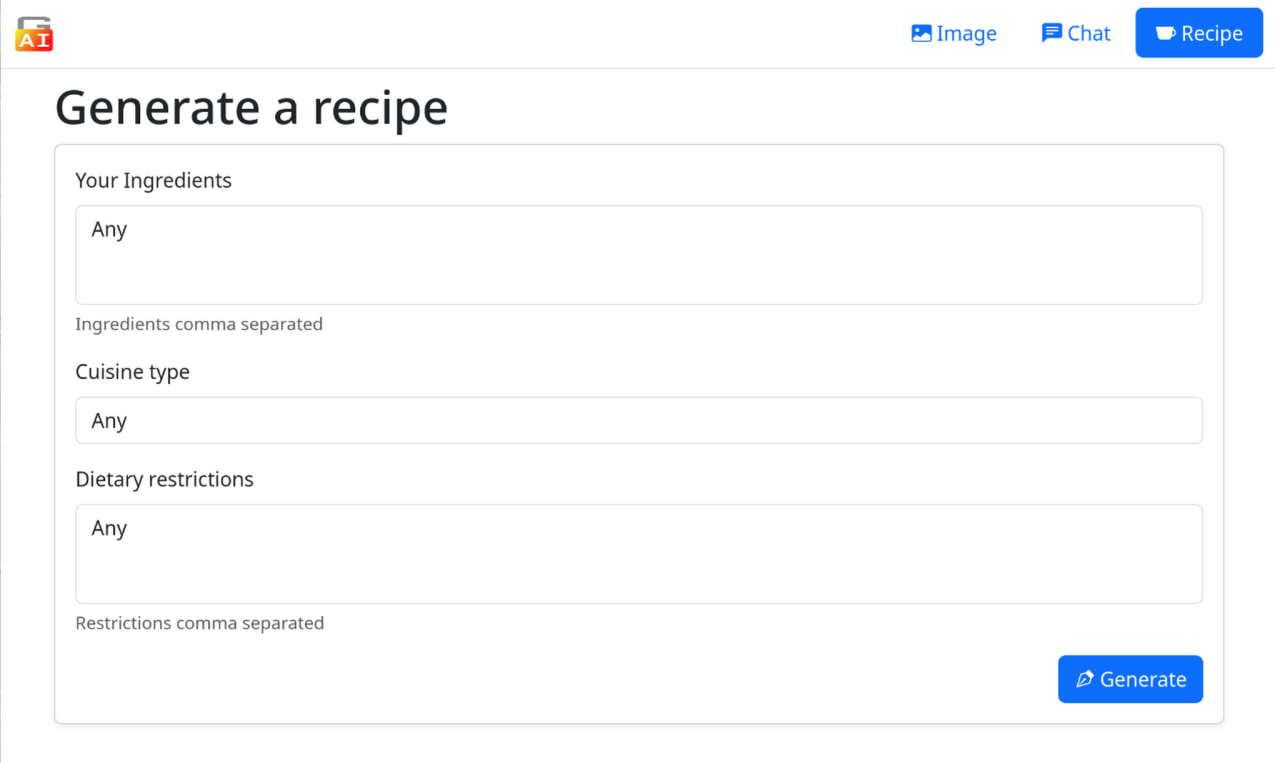 AI
Image
Chat
Recipe
Generate a recipe
Your Ingredients
Any
Ingredients comma separated
Cuisine type
Any
Dietary restrictions
Any
Restrictions comma separated
Generate